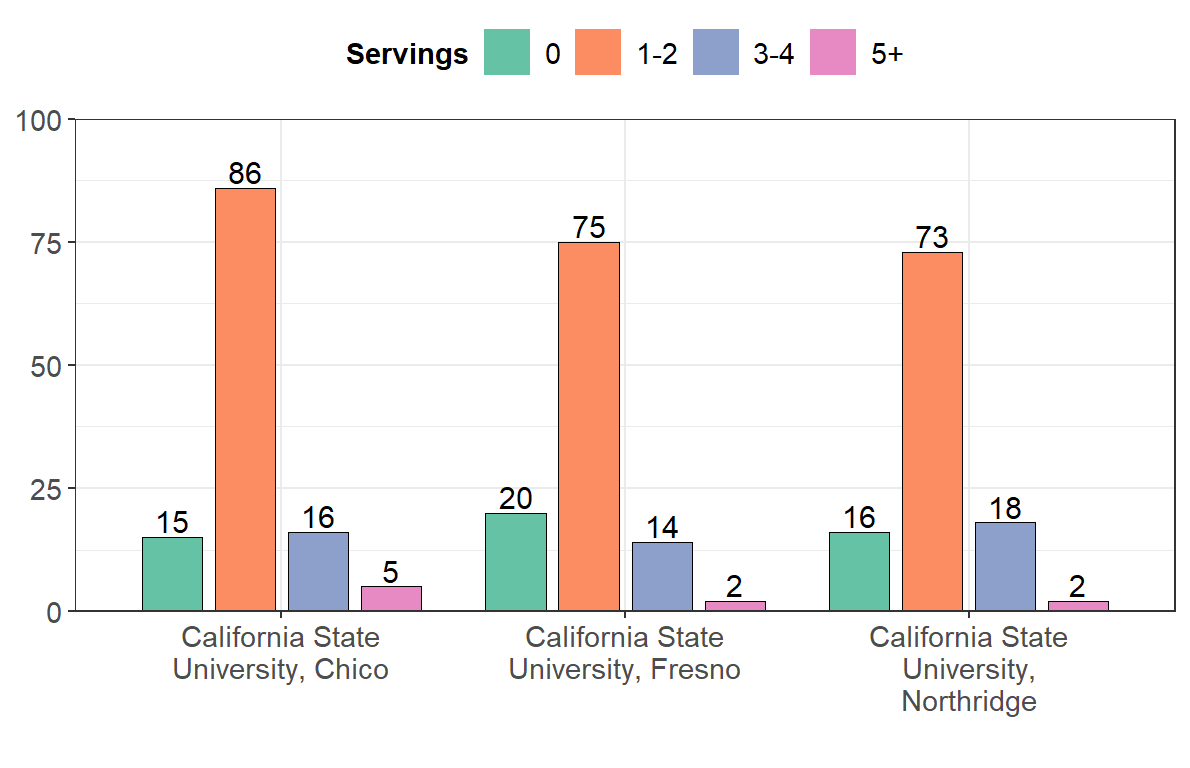 Servings 0 1-2 3-4 5+
100
75
50
25
0
86
75
73
15
16
5
20
14
2
16
18
2
California State
University, Chico
California State
University, Fresno
California State
University,
Northridge